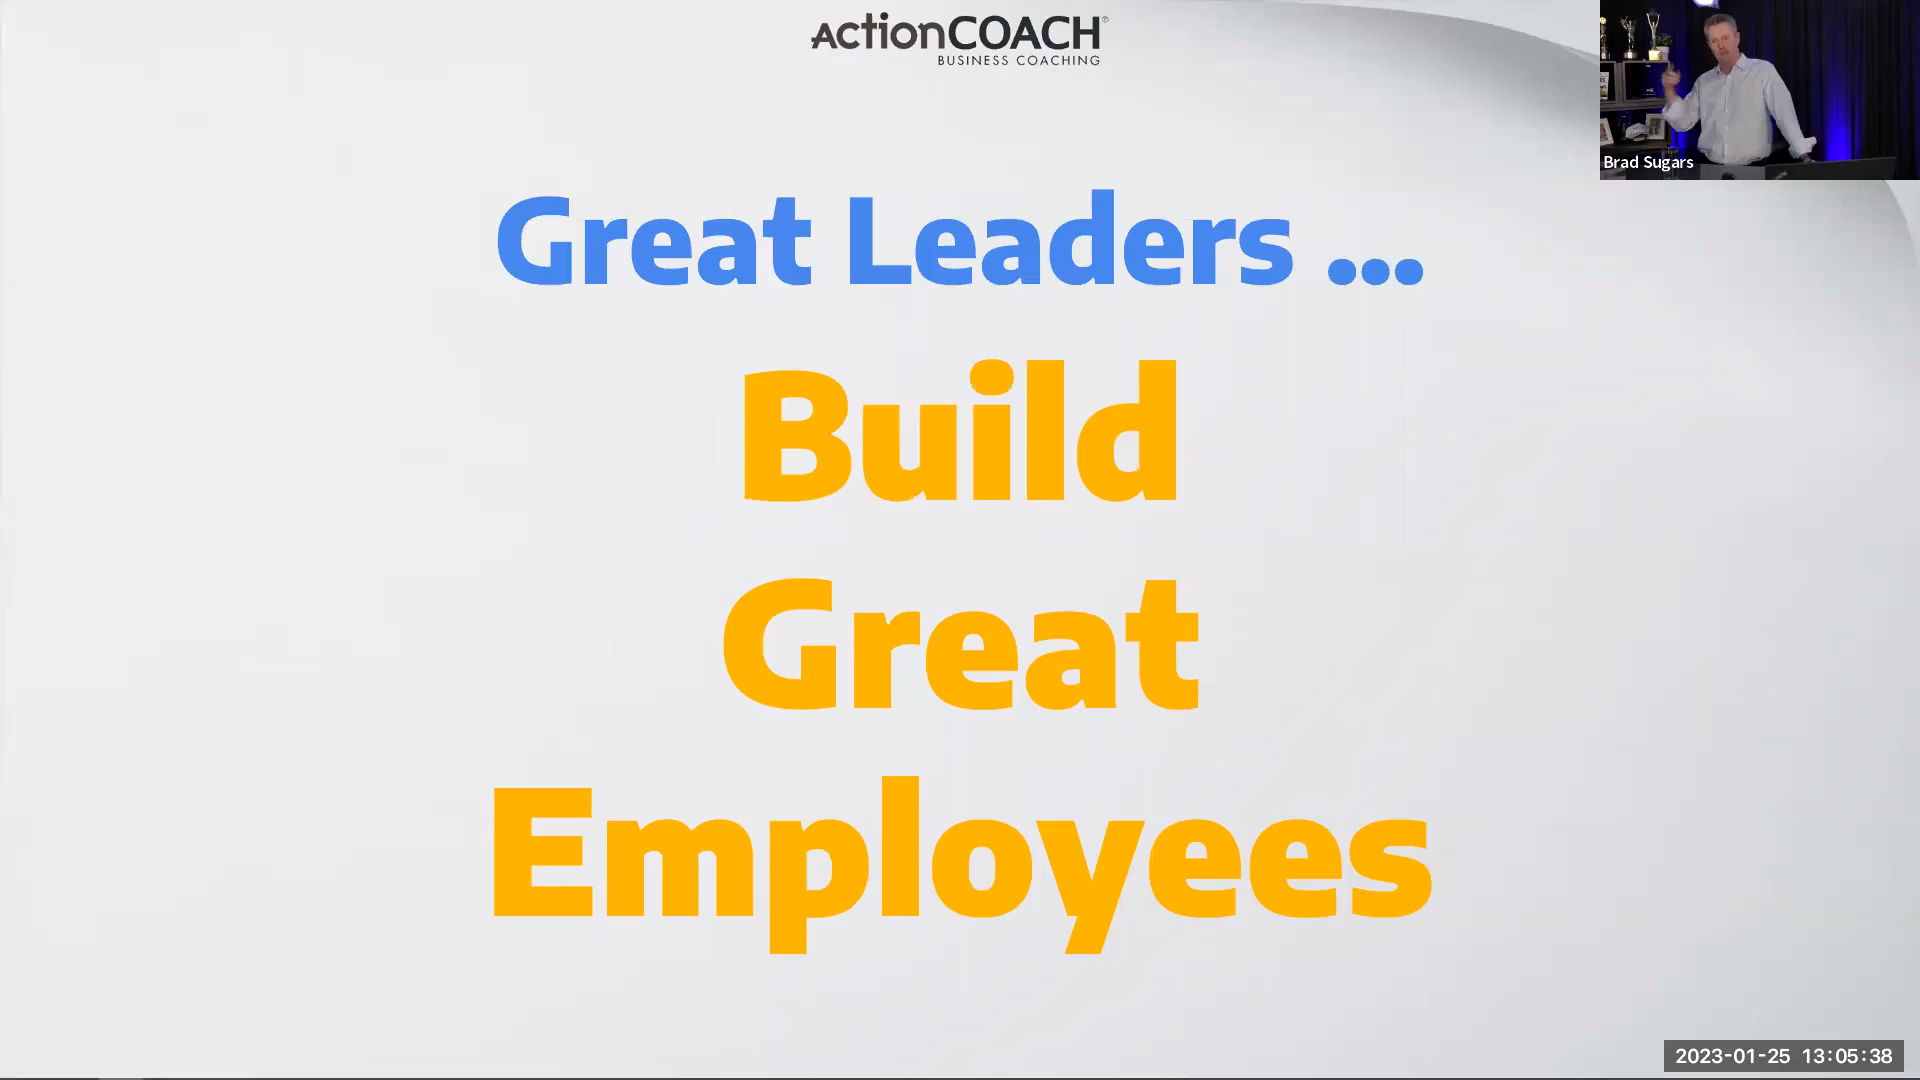 actionCOACH®
BUSINESS COACHING
Brad Sugars
Great Leaders ...
Build
Great
Employees
2023-01-25 13:05:38